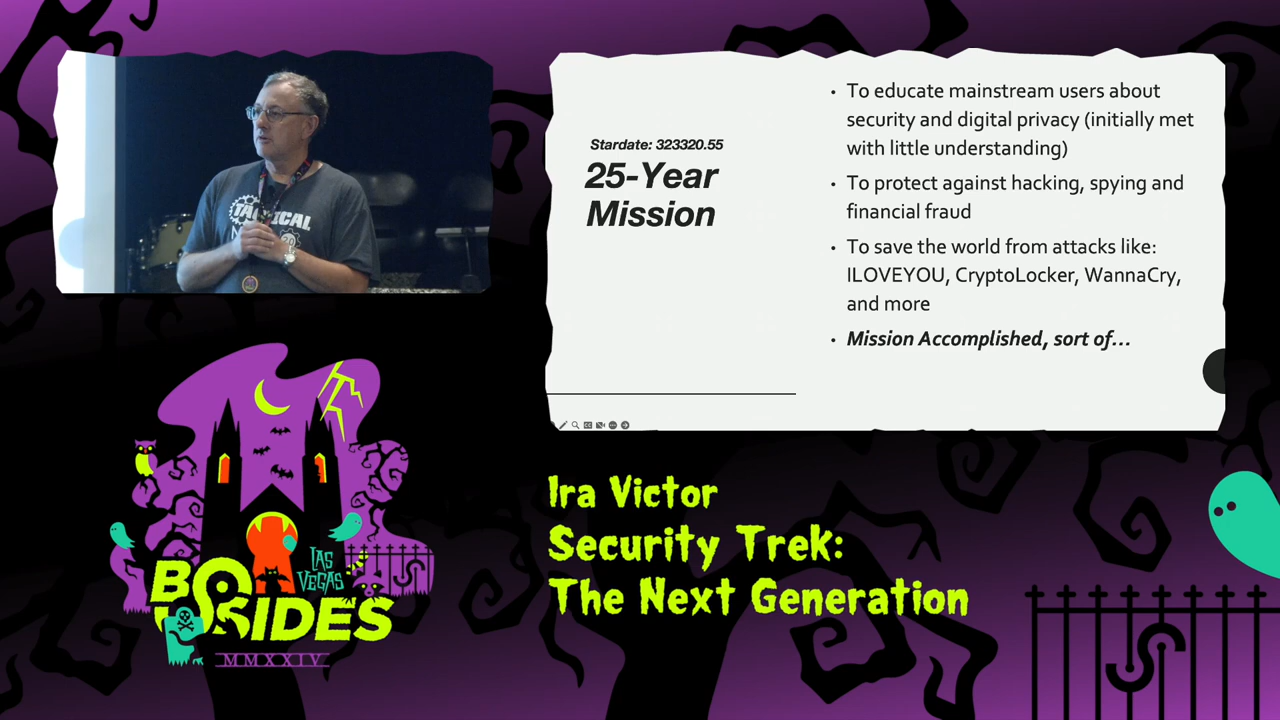 TACTICAL
Stardate: 323320.55
25-Year
Mission
• To educate mainstream users about
security and digital privacy (initially met
with little understanding)
• To protect against hacking, spying and
financial fraud
• To save the world from attacks like:
ILOVEYOU, CryptoLocker, WannaCry,
and more
• Mission Accomplished, sort of...
LAS
VEGAS
BSIDES
MMXXIV
Ira Victor
Security Trek:
The Next Generation